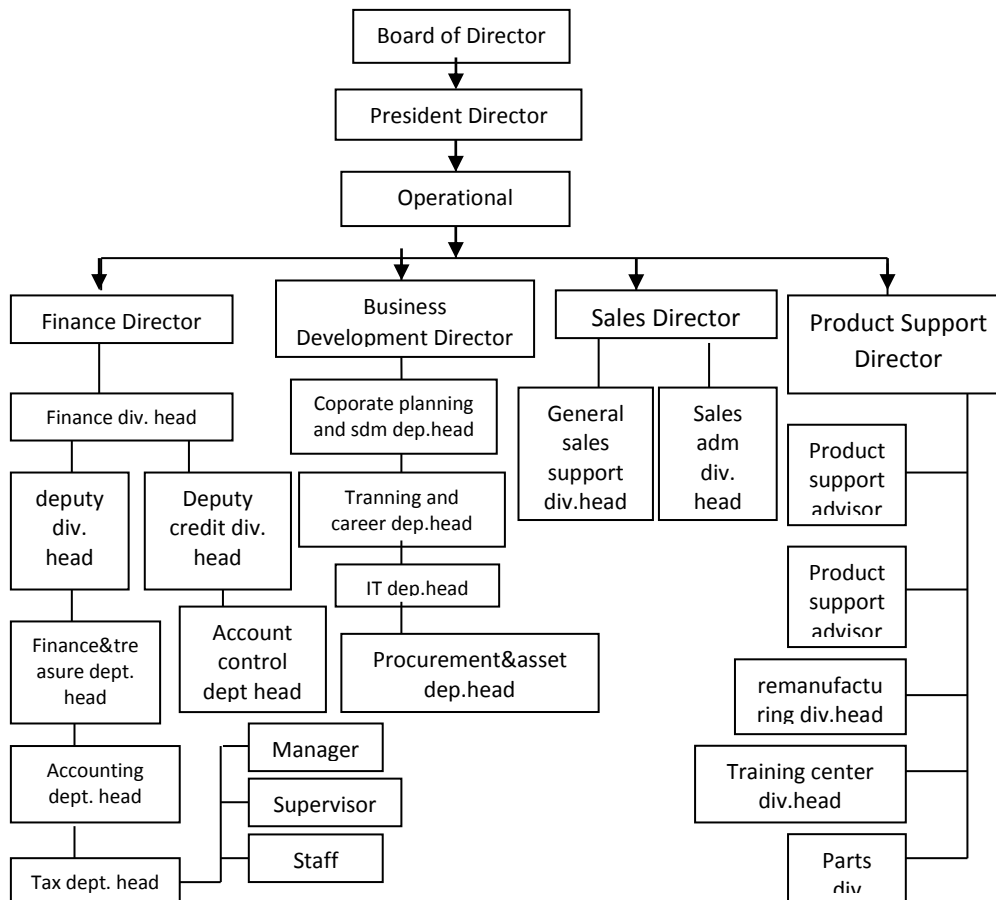 Board of Director
President Director
Operational
Finance Director
Business
Development Director
Sales Director
Product Support
Director
Finance div. head
deputy
div.
head
Deputy
credit div.
head
Finance&tre
asure dept.
head
Account
control
dept head
Accounting
dept. head
Tax dept. head
Manager
Supervisor
Staff
Coporate planning
and sdm dep.head
Tranning and
career dep.head
IT dep.head
Procurement&asset
dep.head
General
sales
support
div.head
Sales
adm
div.
head
Product
support
advisor
Product
support
advisor
remanufactu
ring div.head
Training center
div.head
Parts
div